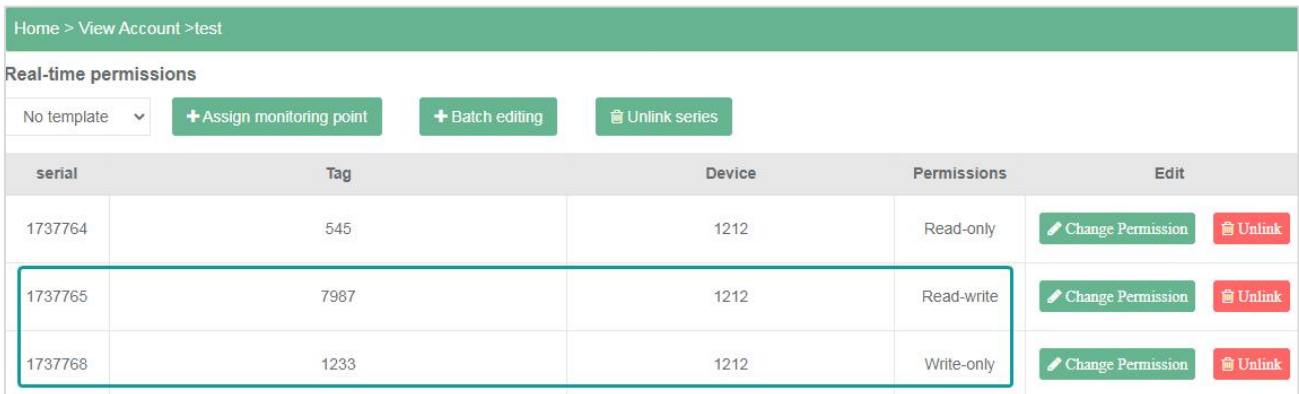 Home > View Account >test
Real-time permissions
No template +Assign monitoring point +Batch editing Unlink series
serial Tag Device Permissions Edit
1737764 545 1212 Read-only Change Permission Unlink
1737765 7987 1212 Read-write Change Permission Unlink
1737768 1233 1212 Write-only Change Permission Unlink